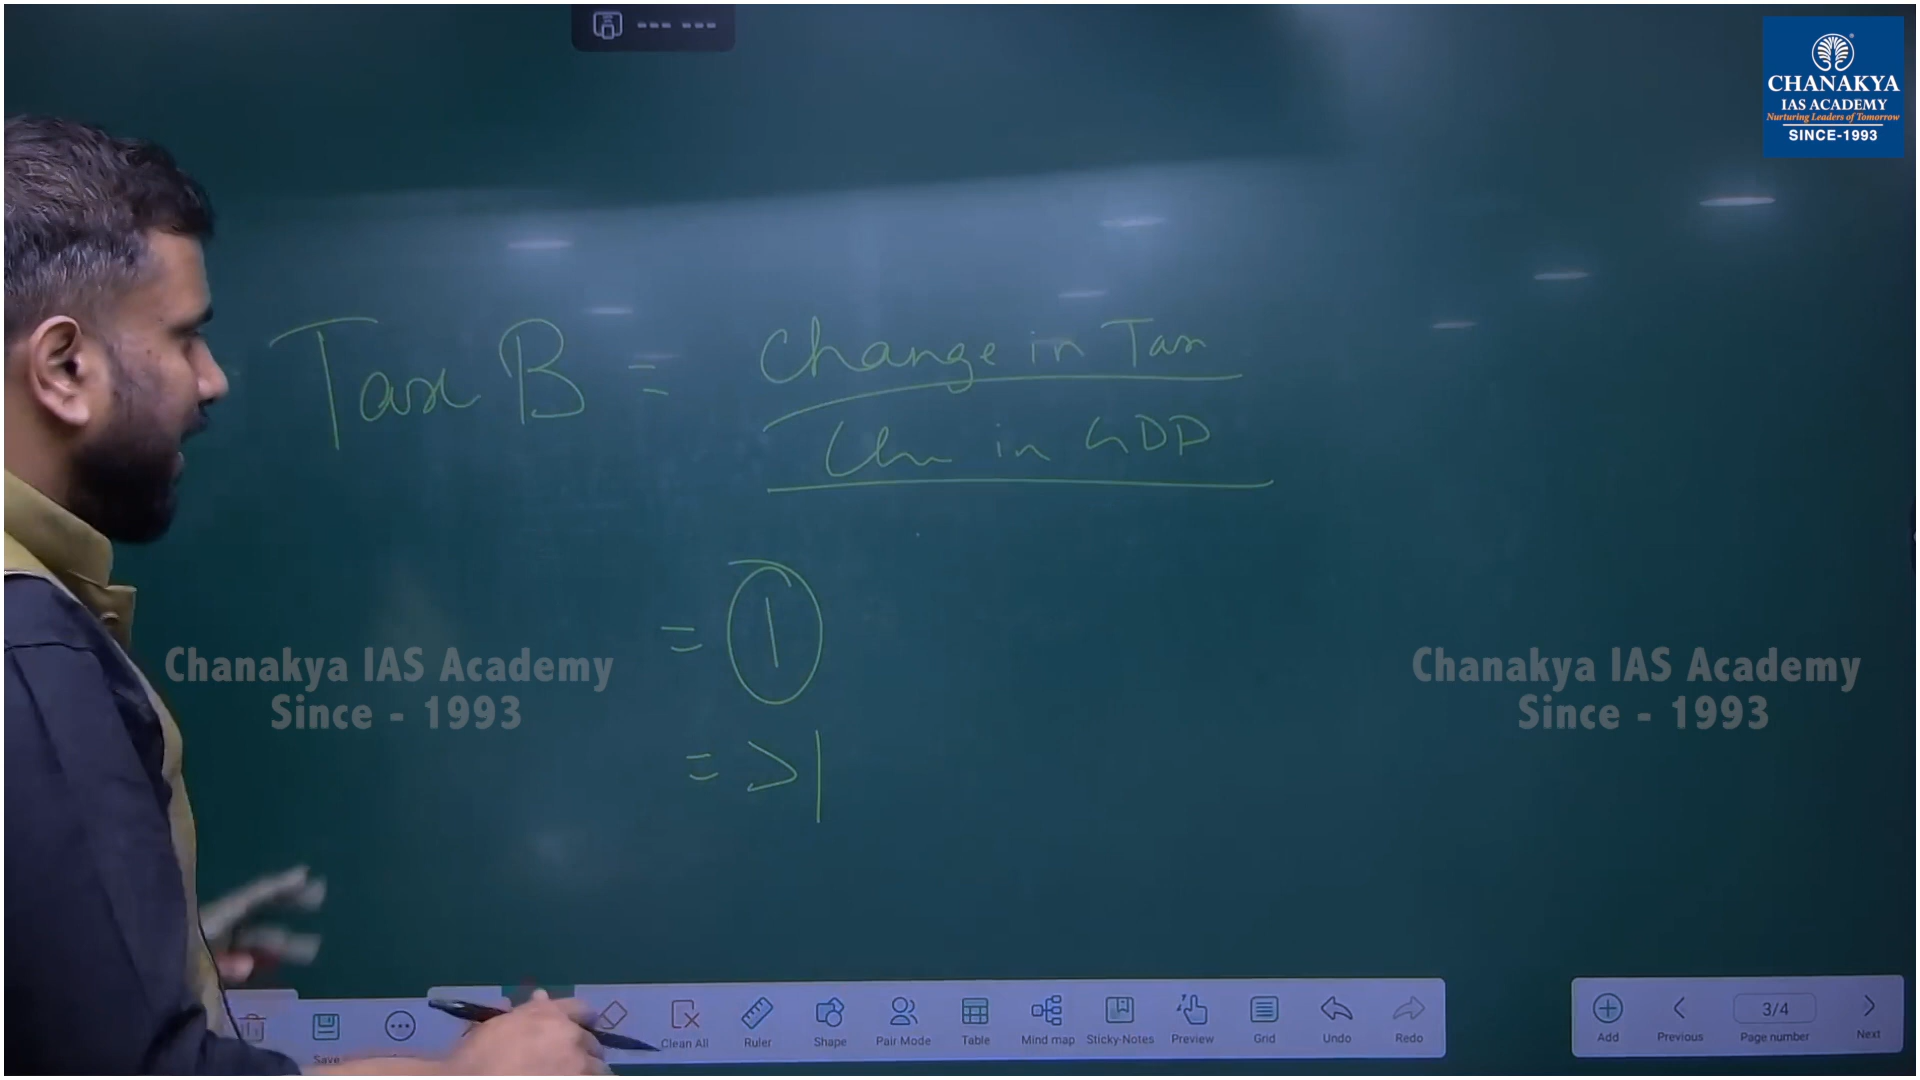 CHANAKYA
IAS ACADEMY
Nurturing Leaders of Tomorrow
SINCE-1993
Tax B = Change in Tax
Chn in GDP
= 1
= >1
Chanakya IAS Academy
Since - 1993
Chanakya IAS Academy
Since - 1993
Save
Clean All
Ruler
Shape
Pair Mode
Table
Mind map
Sticky-Notes
Preview
Grid
Undo
Redo
Add
Previous
3/4
Page number
Next